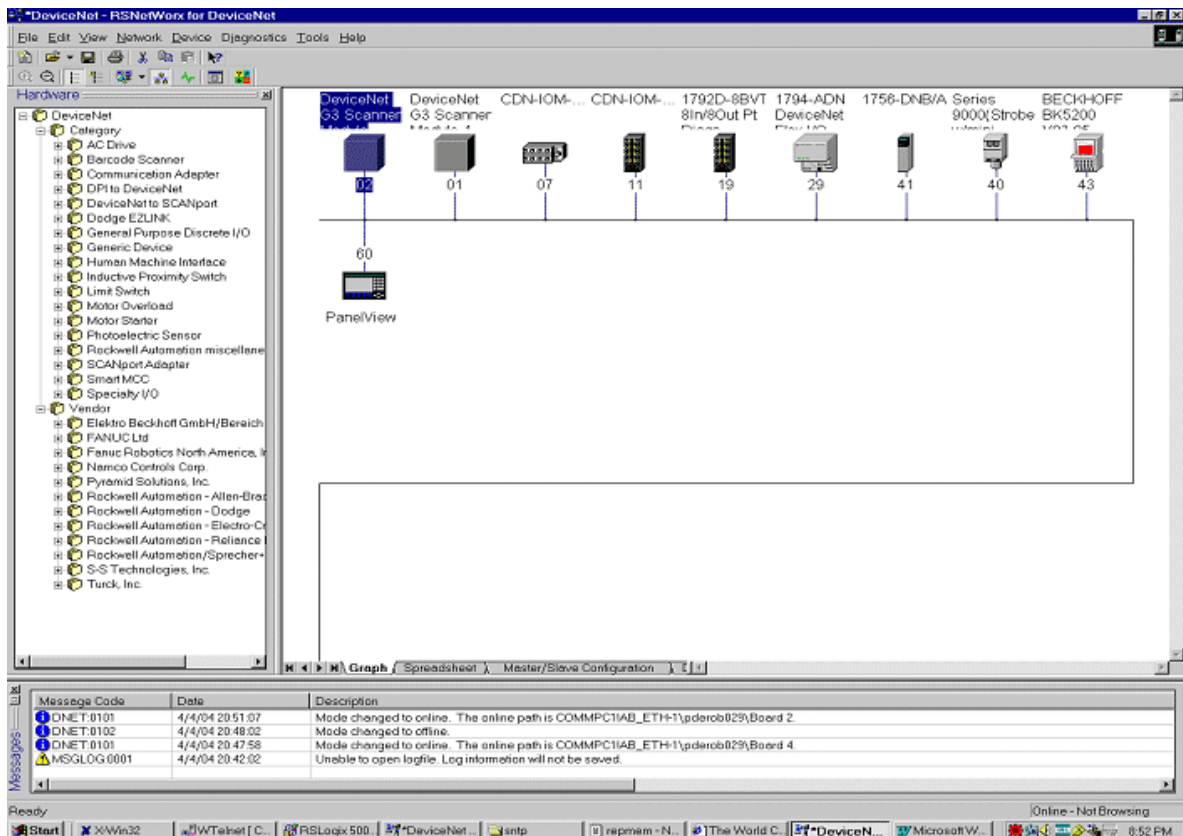 *DeviceNet - RSNetWorx for DeviceNet
File Edit View Network Device Diagnostics Tools Help
Hardware
DeviceNet
Category
AC Drive
Barcode Scanner
Communication Adapter
DPI to DeviceNet
DeviceNet to SCANport
Dodge EZLINK
General Purpose Discrete I/O
Generic Device
Human Machine Interface
Inductive Proximity Switch
Limit Switch
Motor Overload
Motor Starter
Photoelectric Sensor
Rockwell Automation miscellane
SCANport Adapter
Smart MCC
Specialty I/O
Vendor
Elektro Beckhoff GmbH/Bereich
FANUC Ltd
Fanuc Robotics North America, I
Namco Controls Corp.
Pyramid Solutions, Inc.
Rockwell Automation - Allen-Brad
Rockwell Automation - Dodge
Rockwell Automation - Electro-Cr
Rockwell Automation - Reliance
Rockwell Automation/Sprecher+
S-S Technologies, Inc.
Turck, Inc.
DeviceNet DeviceNet CDN-IOM-... CDN-IOM-... 1792D-8BVT 1794-ADN 1756-DNB/A Series BECKHOFF
G3 Scanner G3 Scanner 8In/8Out Pt DeviceNet 9000(Strobe BK5200
02 01 07 11 19 29 41 40 43
60
PanelView
Graph Spreadsheet Master/Slave Configuration
Messages
Message Code Date Description
DNET:0101 4/4/04 20:51:07 Mode changed to online. The online path is COMMPC1!AB_ETH-1\pderob029\Board 2.
DNET:0102 4/4/04 20:48:02 Mode changed to offline.
DNET:0101 4/4/04 20:47:58 Mode changed to online. The online path is COMMPC1!AB_ETH-1\pderob029\Board 4.
MSGLOG:0001 4/4/04 20:42:02 Unable to open logfile. Log information will not be saved.
Ready Online - Not Browsing
Start X-Win32 WTelnet [ C... RSLogix 500... *DeviceNet... sntp repmem - N... The World C... *DeviceN... Microsoft W... 8:52 PM